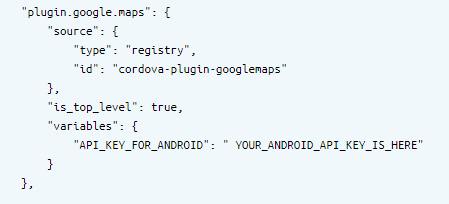 "plugin.google.maps": {
"source": {
"type": "registry",
"id": "cordova-plugin-googlemaps"
},
"is_top_level": true,
"variables": {
"API_KEY_FOR_ANDROID": " YOUR_ANDROID_API_KEY_IS_HERE"
}
},